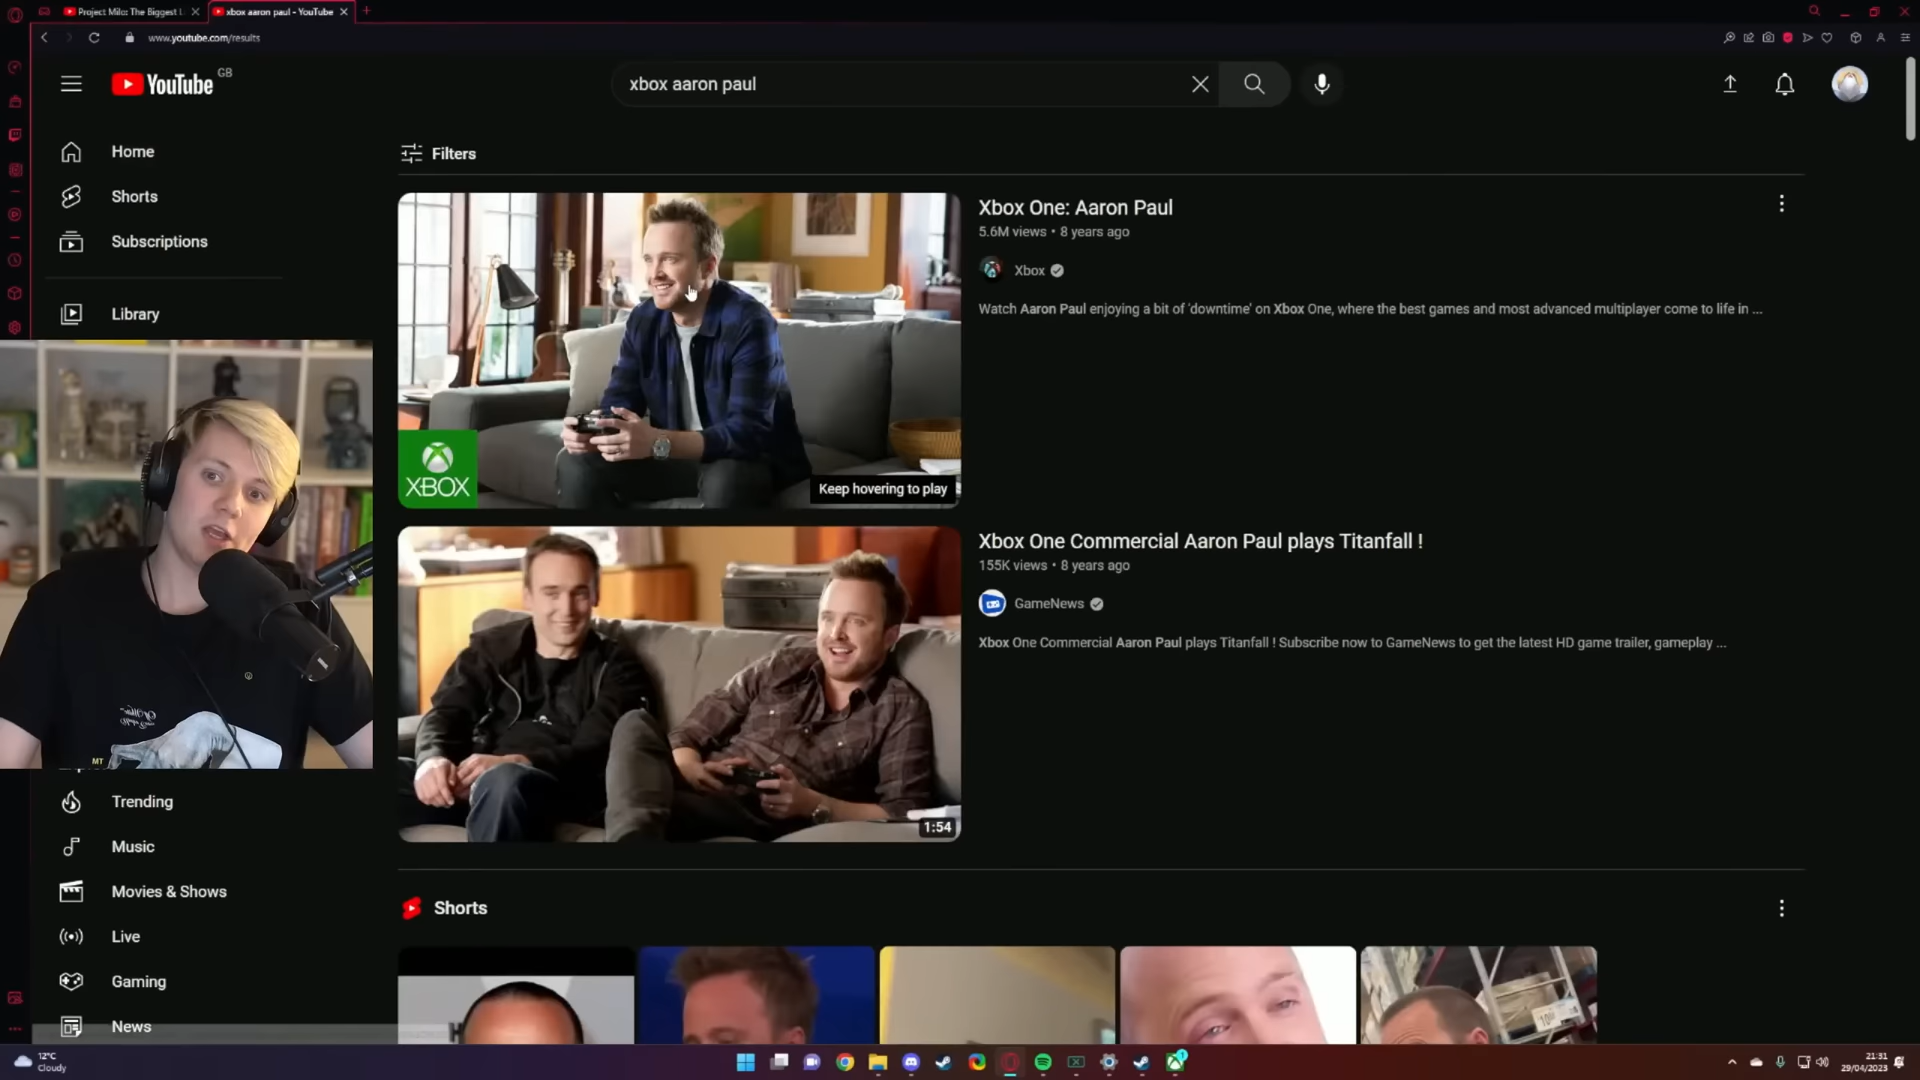 Project Milo: The Biggest L
xbox aaron paul - YouTube
www.youtube.com/results
YouTube GB
xbox aaron paul
Home
Shorts
Subscriptions
Library
Filters
XBOX
Keep hovering to play
Xbox One: Aaron Paul
5.6M views • 8 years ago
Xbox
Watch Aaron Paul enjoying a bit of 'downtime' on Xbox One, where the best games and most advanced multiplayer come to life in ...
1:54
Xbox One Commercial Aaron Paul plays Titanfall !
155K views • 8 years ago
GameNews
Xbox One Commercial Aaron Paul plays Titanfall ! Subscribe now to GameNews to get the latest HD game trailer, gameplay ...
MT
Trending
Music
Movies & Shows
Live
Gaming
News
Shorts
12°C
Cloudy
21:31
29/04/2023